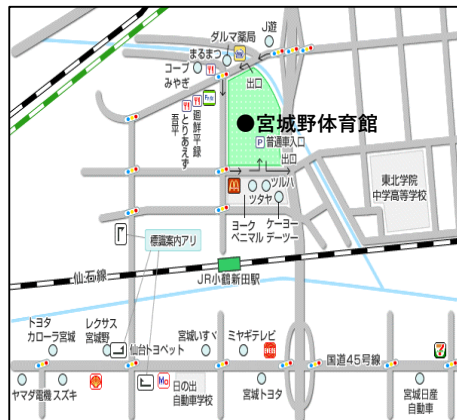 J遊
ダルマ薬局
まるまつ
コープ
みやぎ
出口
廻鮮平禄
とりあえず
吾平
●宮城野体育館
P 普通車入口
出口
ツルハ
ツタヤ
ヨーク
ベニマル
ケーヨー
デーツー
東北学院
中学高等学校
標識案内アリ
仙石線
JR小鶴新田駅
トヨタ
カローラ宮城
レクサス
宮城野
仙台トヨペット
宮城いすゞ
ミヤギテレビ
国道45号線
ヤマダ電機
スズキ
日の出
自動車学校
宮城トヨタ
宮城日産
自動車